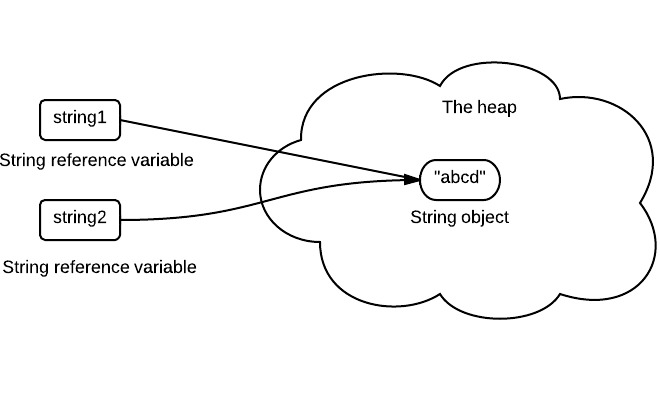 The heap
string1
String reference variable
"abcd"
string2
String object
String reference variable